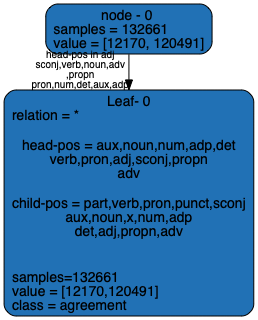 node - 0
samples = 132661
value = [12170, 120491]
head-pos in adj
sconj,verb,noun,adv
,propn
pron,num,det,aux,adp
Leaf- 0
relation = *
head-pos = aux,noun,num,adp,det
verb,pron,adj,sconj,propn
adv
child-pos = part,verb,pron,punct,sconj
aux,noun,x,num,adp
det,adj,propn,adv
samples=132661
value = [12170,120491]
class = agreement